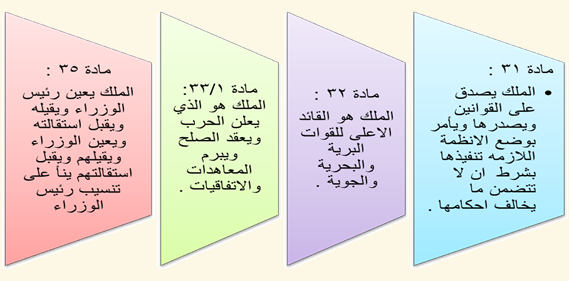 مادة ٣١ :
• الملك يصدق
على القوانين
ويصدرها ويأمر
بوضع الانظمة
اللازمه تنفيذها
بشرط ان لا
تتضمن ما
يخالف احكامها .
مادة ٣٢ :
الملك هو القائد
الاعلى للقوات
البرية
والبحرية
والجوية .
مادة ٣٣/١:
الملك هو الذي
يعلن الحرب
ويعقد الصلح
ويبرم
المعاهدات
والاتفاقيات .
مادة ٣٥ :
الملك يعين رئيس
الوزراء ويقيله
ويقبل استقالته
ويعين الوزراء
ويقيلهم ويقبل
استقالتهم ينأ على
تنسيب رئيس
الوزراء